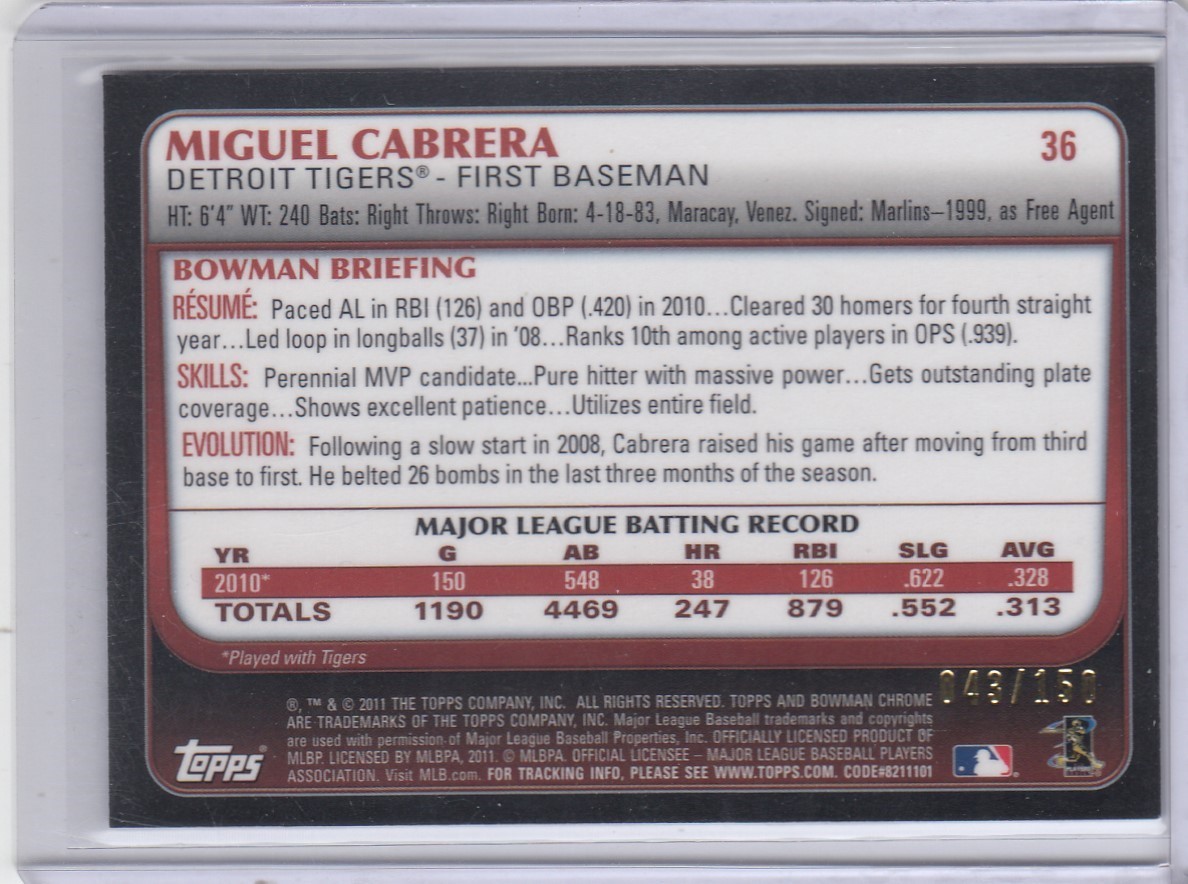 MIGUEL CABRERA
36
DETROIT TIGERS® - FIRST BASEMAN
HT: 6'4" WT: 240 Bats: Right Throws: Right Born: 4-18-83, Maracay, Venez. Signed: Marlins–1999, as Free Agent
BOWMAN BRIEFING
RÉSUMÉ: Paced AL in RBI (126) and OBP (.420) in 2010...Cleared 30 homers for fourth straight
year...Led loop in longballs (37) in '08...Ranks 10th among active players in OPS (.939).
SKILLS: Perennial MVP candidate...Pure hitter with massive power...Gets outstanding plate
coverage...Shows excellent patience...Utilizes entire field.
EVOLUTION: Following a slow start in 2008, Cabrera raised his game after moving from third
base to first. He belted 26 bombs in the last three months of the season.
MAJOR LEAGUE BATTING RECORD
YR G AB HR RBI SLG AVG
2010* 150 548 38 126 .622 .328
TOTALS 1190 4469 247 879 .552 .313
*Played with Tigers
043/150
®, ™ & © 2011 THE TOPPS COMPANY, INC. ALL RIGHTS RESERVED. TOPPS AND BOWMAN CHROME
ARE TRADEMARKS OF THE TOPPS COMPANY, INC. Major League Baseball trademarks and copyrights
are used with permission of Major League Baseball Properties, Inc. OFFICIALLY LICENSED PRODUCT OF
MLBP. LICENSED BY MLBPA, 2011. © MLBPA. OFFICIAL LICENSEE – MAJOR LEAGUE BASEBALL PLAYERS
ASSOCIATION. Visit MLB.com. FOR TRACKING INFO, PLEASE SEE WWW.TOPPS.COM. CODE#8211101
topps®